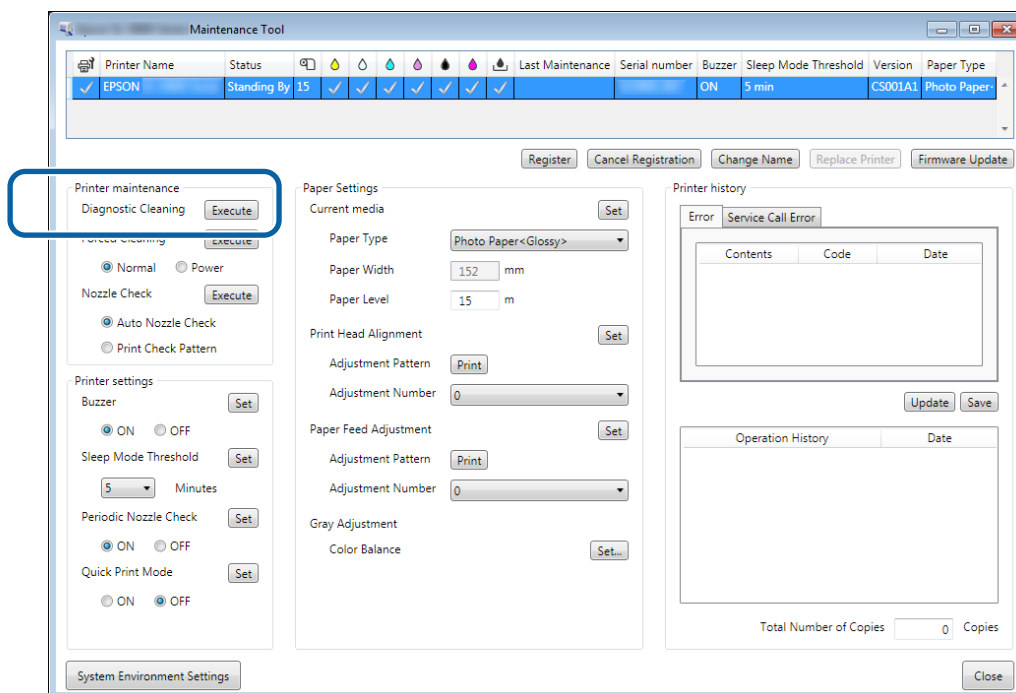 Maintenance Tool
Printer Name Status Last Maintenance Serial number Buzzer Sleep Mode Threshold Version Paper Type
EPSON Standing By 15 ON 5 min CS001A1 Photo Paper
Register Cancel Registration Change Name Replace Printer Firmware Update
Printer maintenance
Diagnostic Cleaning Execute
Forced Cleaning Execute
Normal Power
Nozzle Check Execute
Auto Nozzle Check
Print Check Pattern
Printer settings
Buzzer Set
ON OFF
Sleep Mode Threshold Set
5 Minutes
Periodic Nozzle Check Set
ON OFF
Quick Print Mode Set
ON OFF
Paper Settings
Current media Set
Paper Type Photo Paper<Glossy>
Paper Width 152 mm
Paper Level 15 m
Print Head Alignment Set
Adjustment Pattern Print
Adjustment Number 0
Paper Feed Adjustment Set
Adjustment Pattern Print
Adjustment Number 0
Gray Adjustment
Color Balance Set...
Printer history
Error Service Call Error
Contents Code Date
Update Save
Operation History Date
Total Number of Copies 0 Copies
System Environment Settings Close